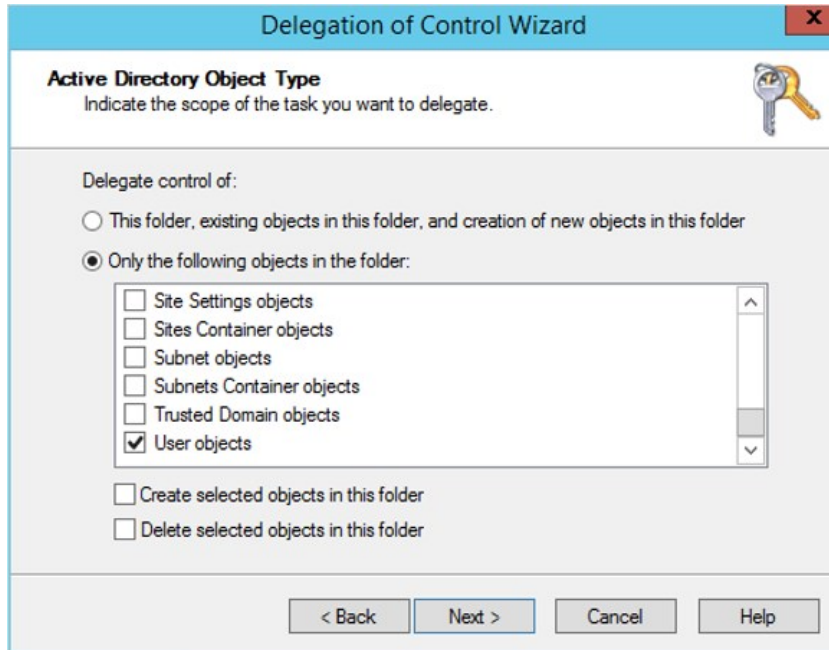 Delegation of Control Wizard
x
Active Directory Object Type
Indicate the scope of the task you want to delegate.
Delegate control of:
This folder, existing objects in this folder, and creation of new objects in this folder
Only the following objects in the folder:
Site Settings objects
Sites Container objects
Subnet objects
Subnets Container objects
Trusted Domain objects
User objects
Create selected objects in this folder
Delete selected objects in this folder
< Back Next > Cancel Help